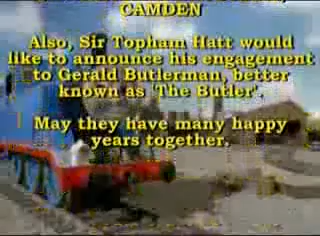 CAMDEN
Also, Sir Topham Hatt would
like to announce his engagement
to Gerald Butlerman, better
known as 'The Butler'.
May they have many happy
years together.